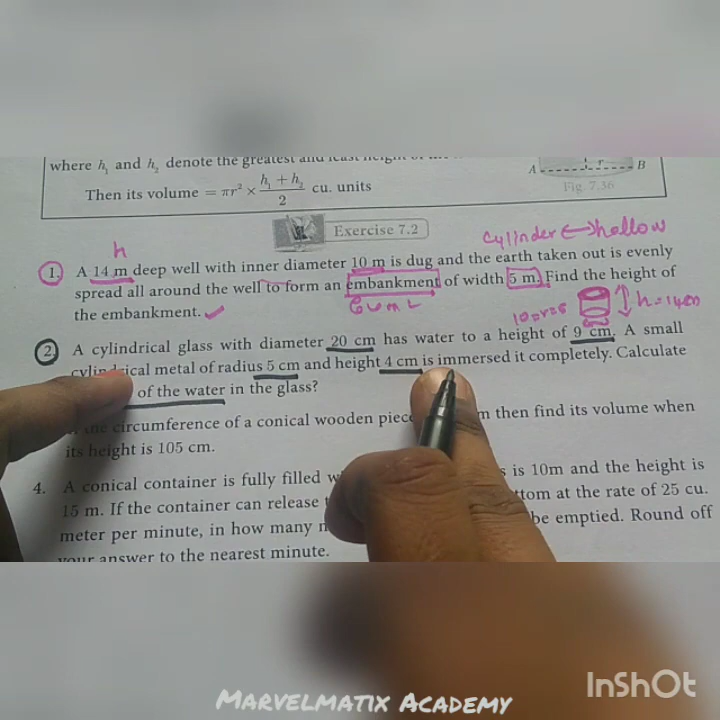 where h₁ and h₂ denote the greatest and least
Then its volume = πr² × (h₁ + h₂)/2 cu. units
A r B
Fig. 7.36
Exercise 7.2
cylinder ↔ hollow
h
1. A 14 m deep well with inner diameter 10 m is dug and the earth taken out is evenly
spread all around the well to form an embankment of width 5 m. Find the height of
the embankment.
2. A cylindrical glass with diameter 20 cm has water to a height of 9 cm. A small
cylindrical metal of radius 5 cm and height 4 cm is immersed it completely. Calculate
of the water in the glass?
circumference of a conical wooden piece m then find its volume when
its height is 105 cm.
4. A conical container is fully filled s is 10m and the height is
15 m. If the container can release ttom at the rate of 25 cu.
meter per minute, in how many be emptied. Round off
your answer to the nearest minute.
MARVELMATIX ACADEMY
InShOt